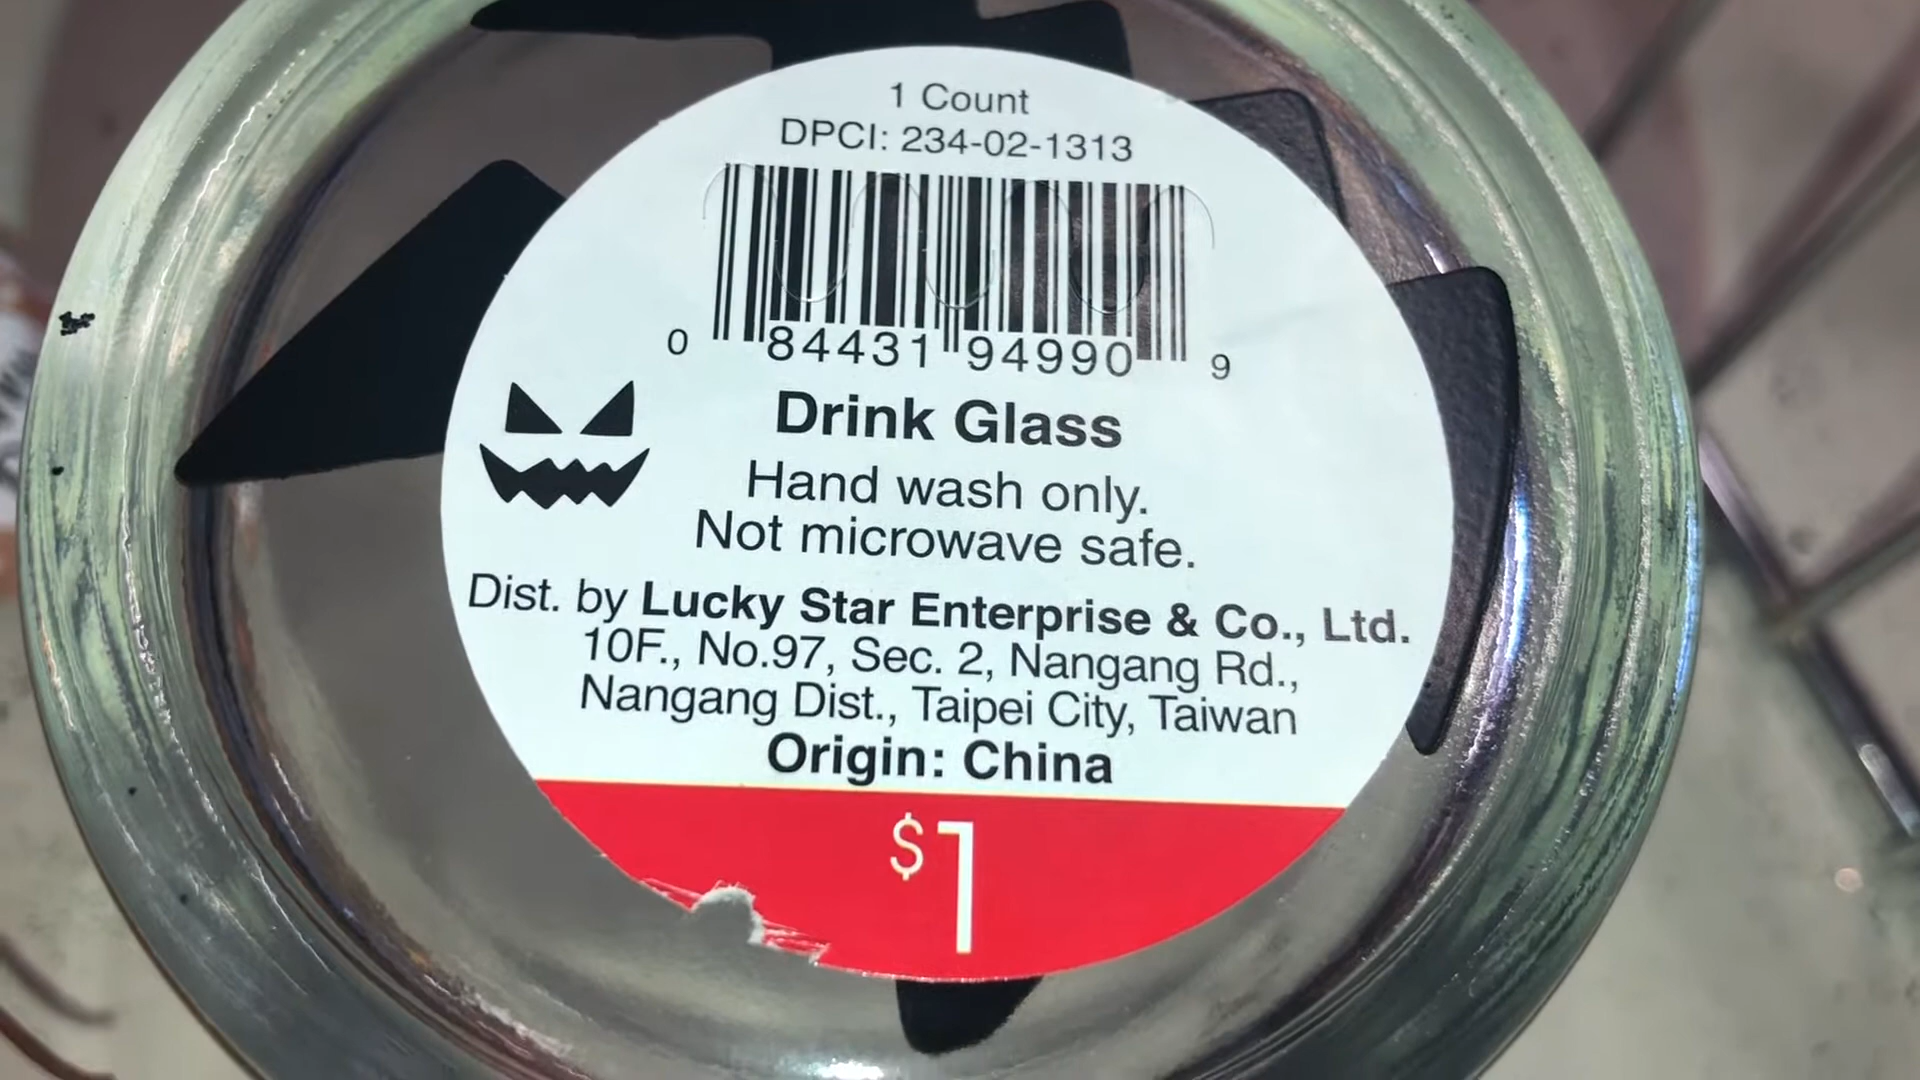 1 Count
DPCI: 234-02-1313
0 84431 94990 9
Drink Glass
Hand wash only.
Not microwave safe.
Dist. by Lucky Star Enterprise & Co., Ltd.
10F., No.97, Sec. 2, Nangang Rd.,
Nangang Dist., Taipei City, Taiwan
Origin: China
$1